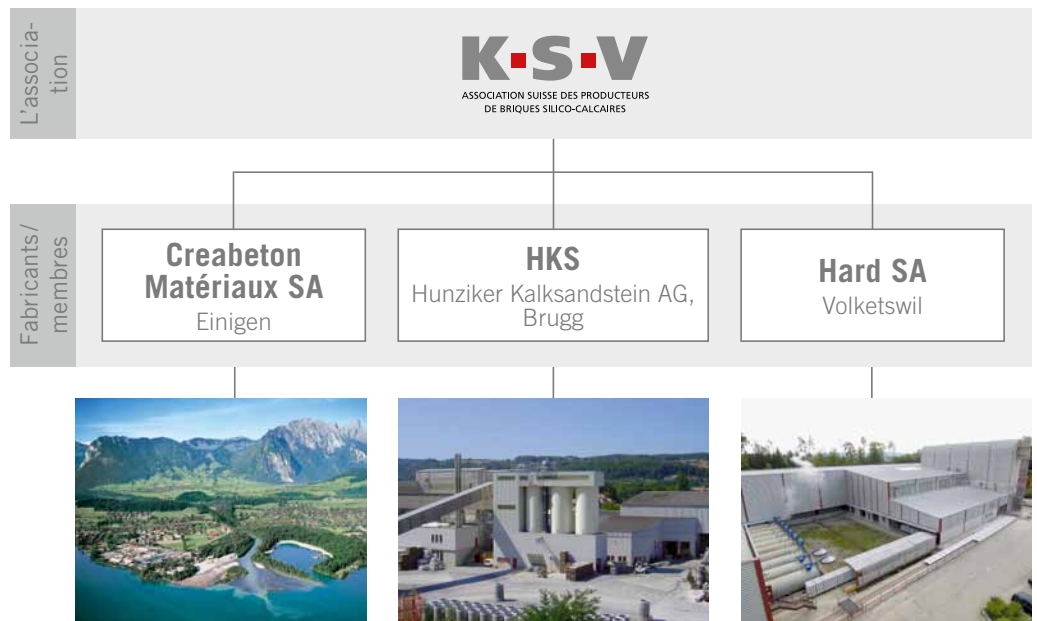 L'associa-
tion
K·S·V
ASSOCIATION SUISSE DES PRODUCTEURS
DE BRIQUES SILICO-CALCAIRES
Fabricants/
membres
Creabeton
Matériaux SA
Einigen
HKS
Hunziker Kalksandstein AG,
Brugg
Hard SA
Volketswil